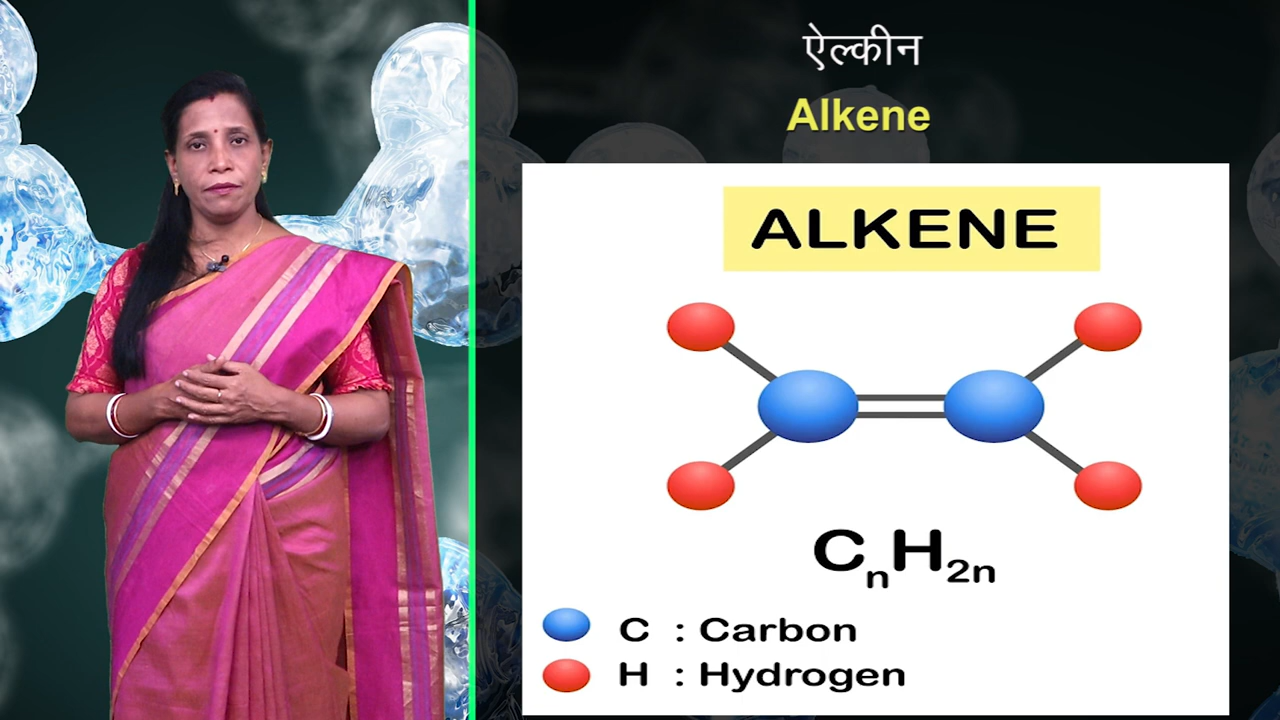 ऐल्कीन
Alkene
ALKENE
CnH2n
C : Carbon
H : Hydrogen